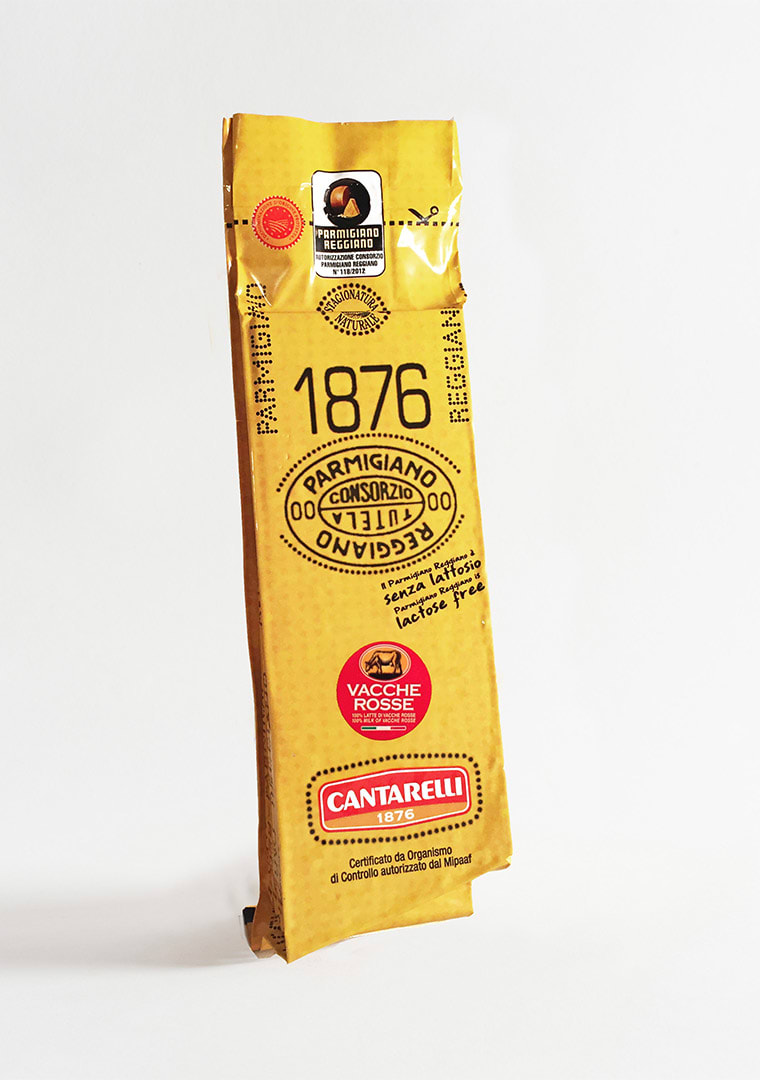 PARMIGIANO
REGGIANO
AUTORIZZAZIONE CONSORZIO
PARMIGIANO REGGIANO
N° 118/2012
STAGIONATURA
NATURALE
PARMIGIANO
REGGIAN
1876
PARMIGIANO
00 CONSORZIO 00
TUTELA
REGGIANO
Il Parmigiano Reggiano è
senza lattosio
Parmigiano Reggiano is
lactose free
VACCHE
ROSSE
100% LATTE DI VACCHE ROSSE
100% MILK OF VACCHE ROSSE
CANTARELLI
1876
Certificato da Organismo
di Controllo autorizzato dal Mipaaf